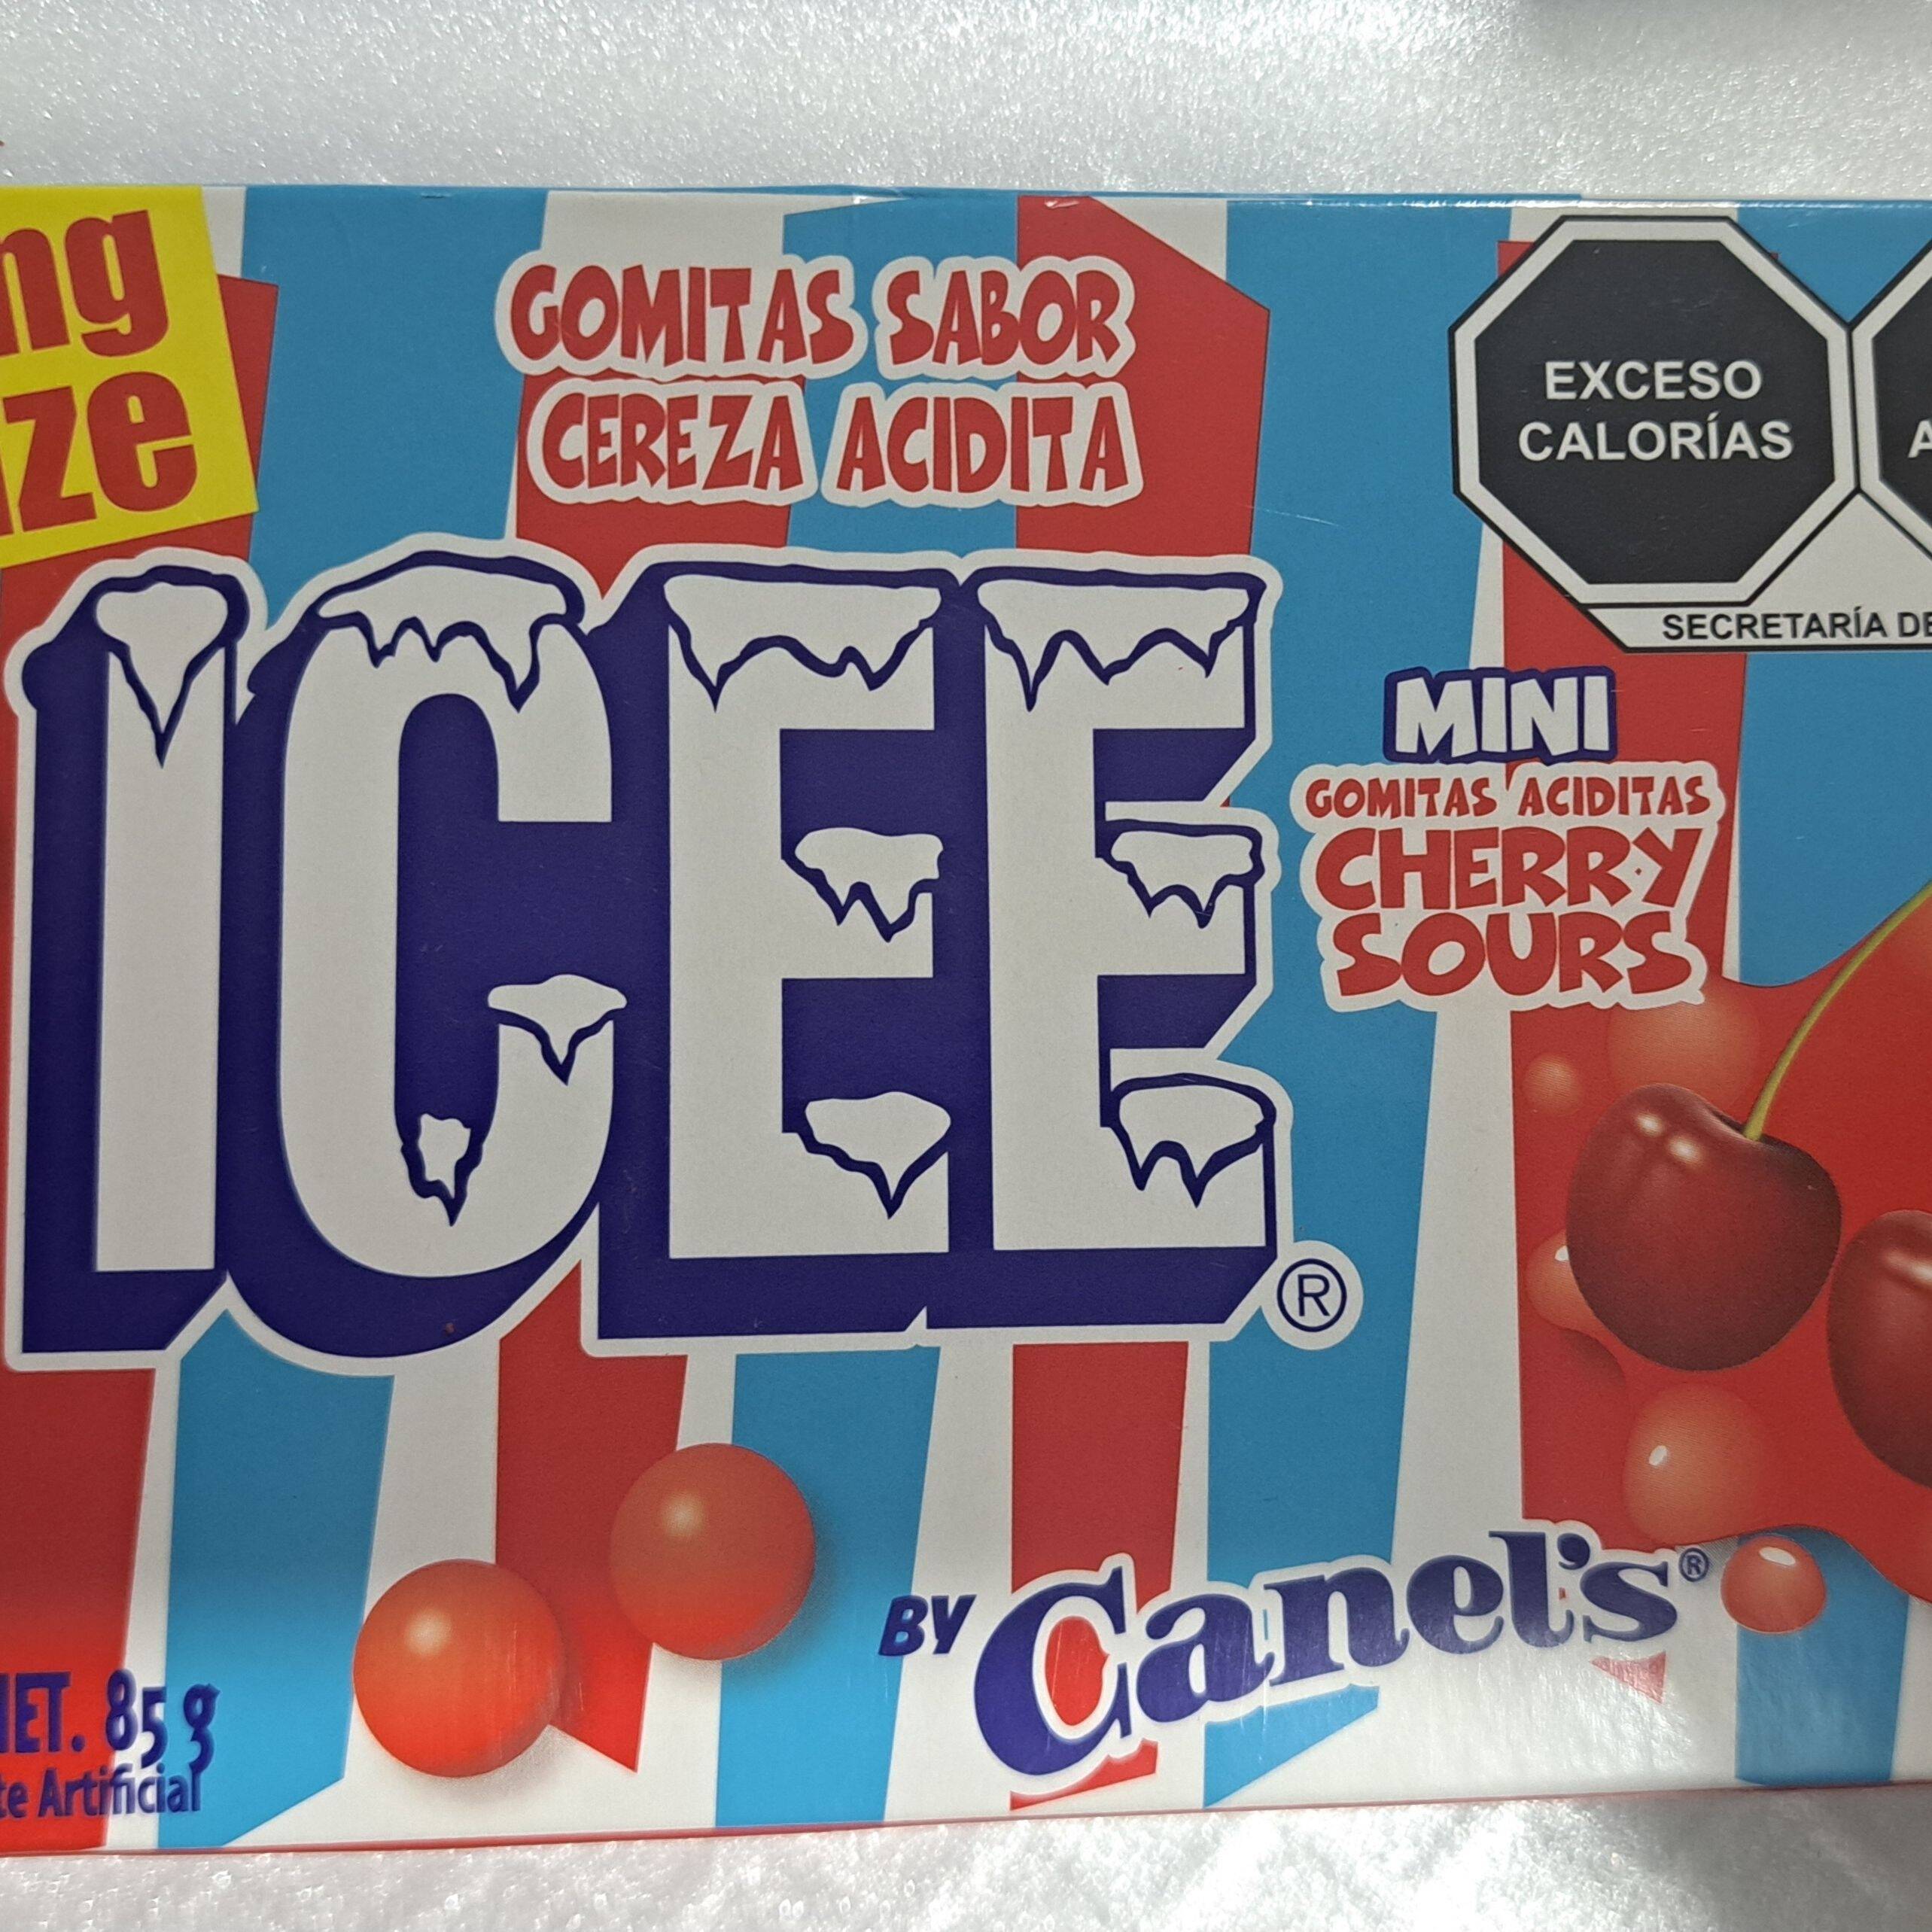 ng
ze
GOMITAS SABOR
CEREZA ACIDITA
EXCESO
CALORÍAS
SECRETARÍA DE
ICEE®
MINI
GOMITAS ACIDITAS
CHERRY
SOURS
BY Canel's®
NET. 85 g
te Artificial